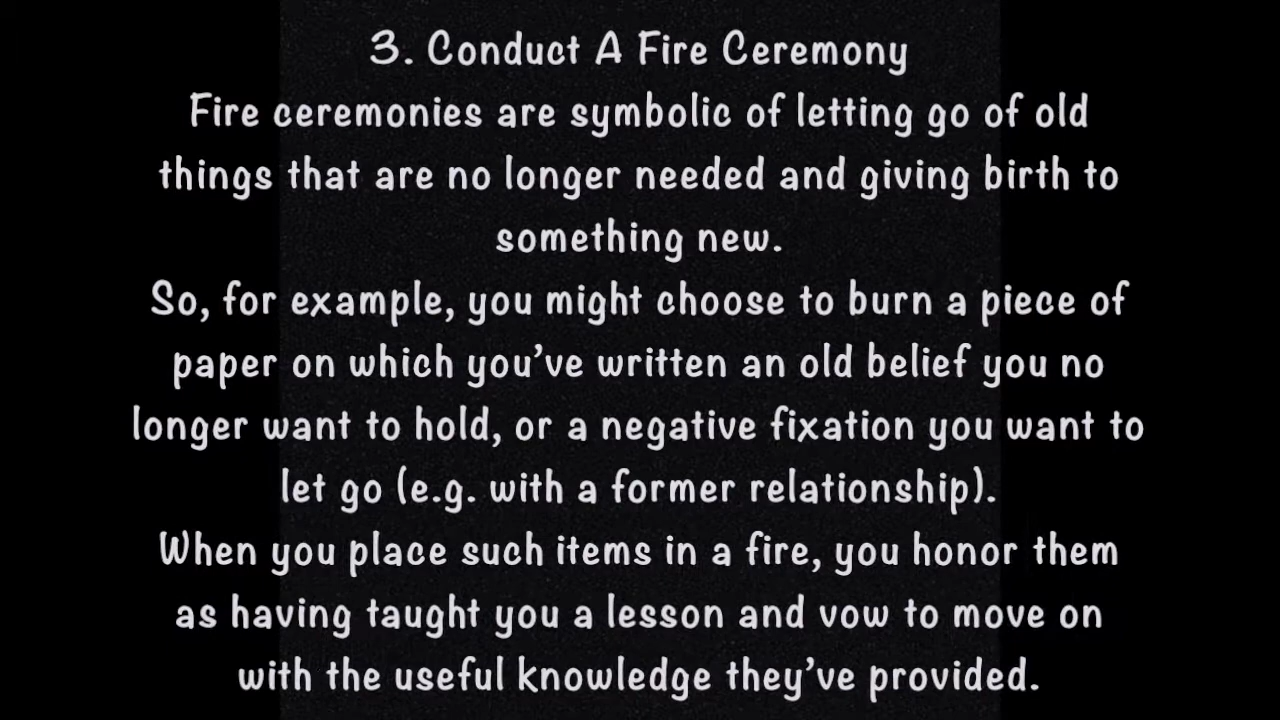 3. Conduct A Fire Ceremony
Fire ceremonies are symbolic of letting go of old
things that are no longer needed and giving birth to
something new.
So, for example, you might choose to burn a piece of
paper on which you’ve written an old belief you no
longer want to hold, or a negative fixation you want to
let go (e.g. with a former relationship).
When you place such items in a fire, you honor them
as having taught you a lesson and vow to move on
with the useful knowledge they’ve provided.